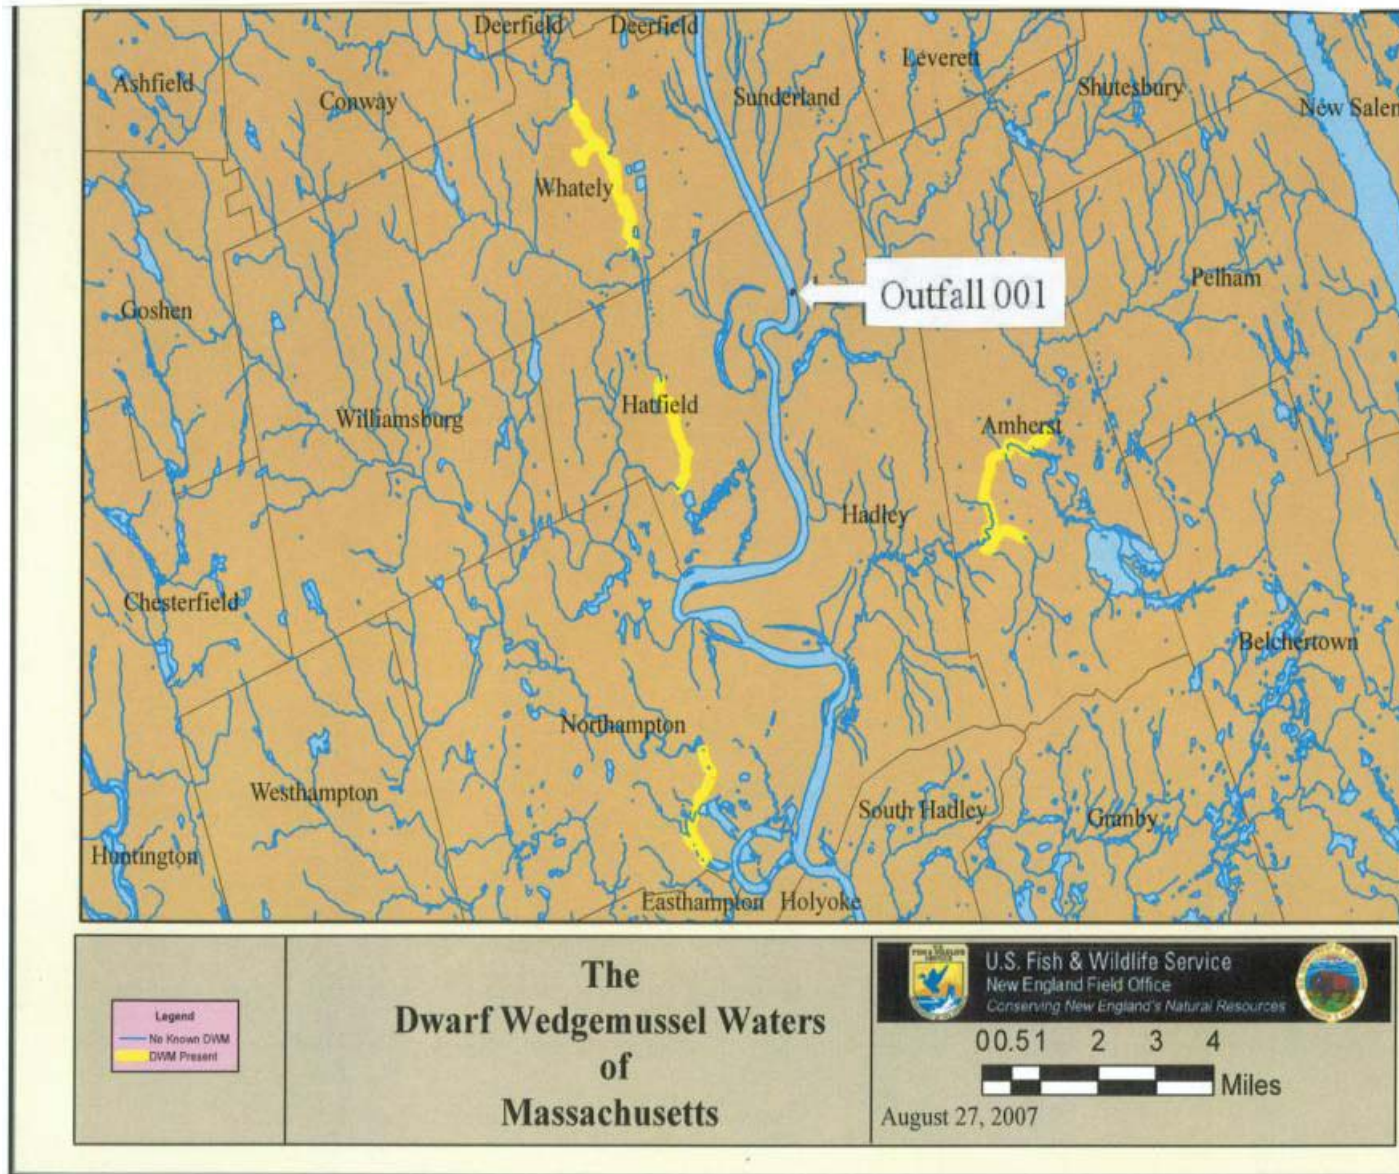 Deerfield Deerfield
Leverett
Ashfield
Conway
Sunderland
Shutesbury
New Salen
Whately
Pelham
Outfall 001
Goshen
Hatfield
Williamsburg
Amherst
Hadley
Chesterfield
Belchertown
Northampton
Westhampton
South Hadley
Granby
Huntington
Easthampton Holyoke
Legend
No Known DWM
DWM Present
The
Dwarf Wedgemussel Waters
of
Massachusetts
U.S. Fish & Wildlife Service
New England Field Office
Conserving New England's Natural Resources
0 0.5 1 2 3 4
Miles
August 27, 2007